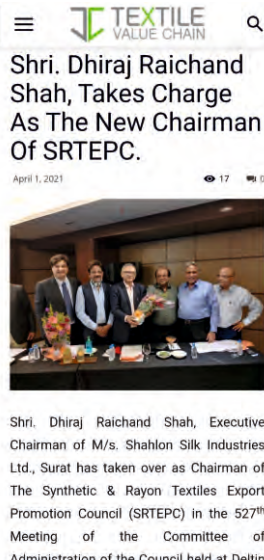 TEXTILE
VALUE CHAIN
Shri. Dhiraj Raichand
Shah, Takes Charge
As The New Chairman
Of SRTEPC.
April 1, 2021 17 0
Shri. Dhiraj Raichand Shah, Executive
Chairman of M/s. Shahlon Silk Industries
Ltd., Surat has taken over as Chairman of
The Synthetic & Rayon Textiles Export
Promotion Council (SRTEPC) in the 527th
Meeting of the Committee of
Administration of the Council held at Deltin